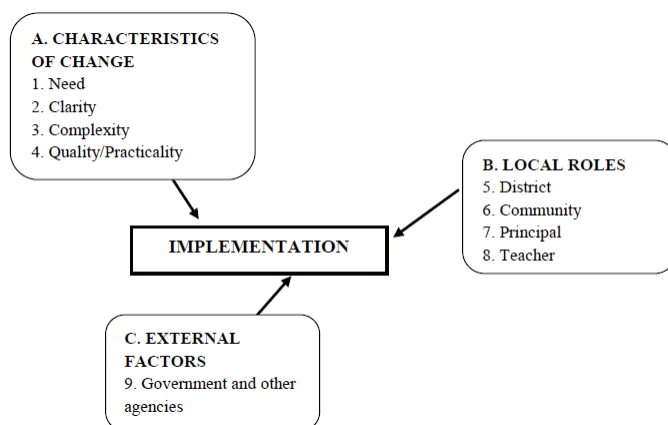 A. CHARACTERISTICS
OF CHANGE
1. Need
2. Clarity
3. Complexity
4. Quality/Practicality
B. LOCAL ROLES
5. District
6. Community
7. Principal
8. Teacher
IMPLEMENTATION
C. EXTERNAL
FACTORS
9. Government and other
agencies